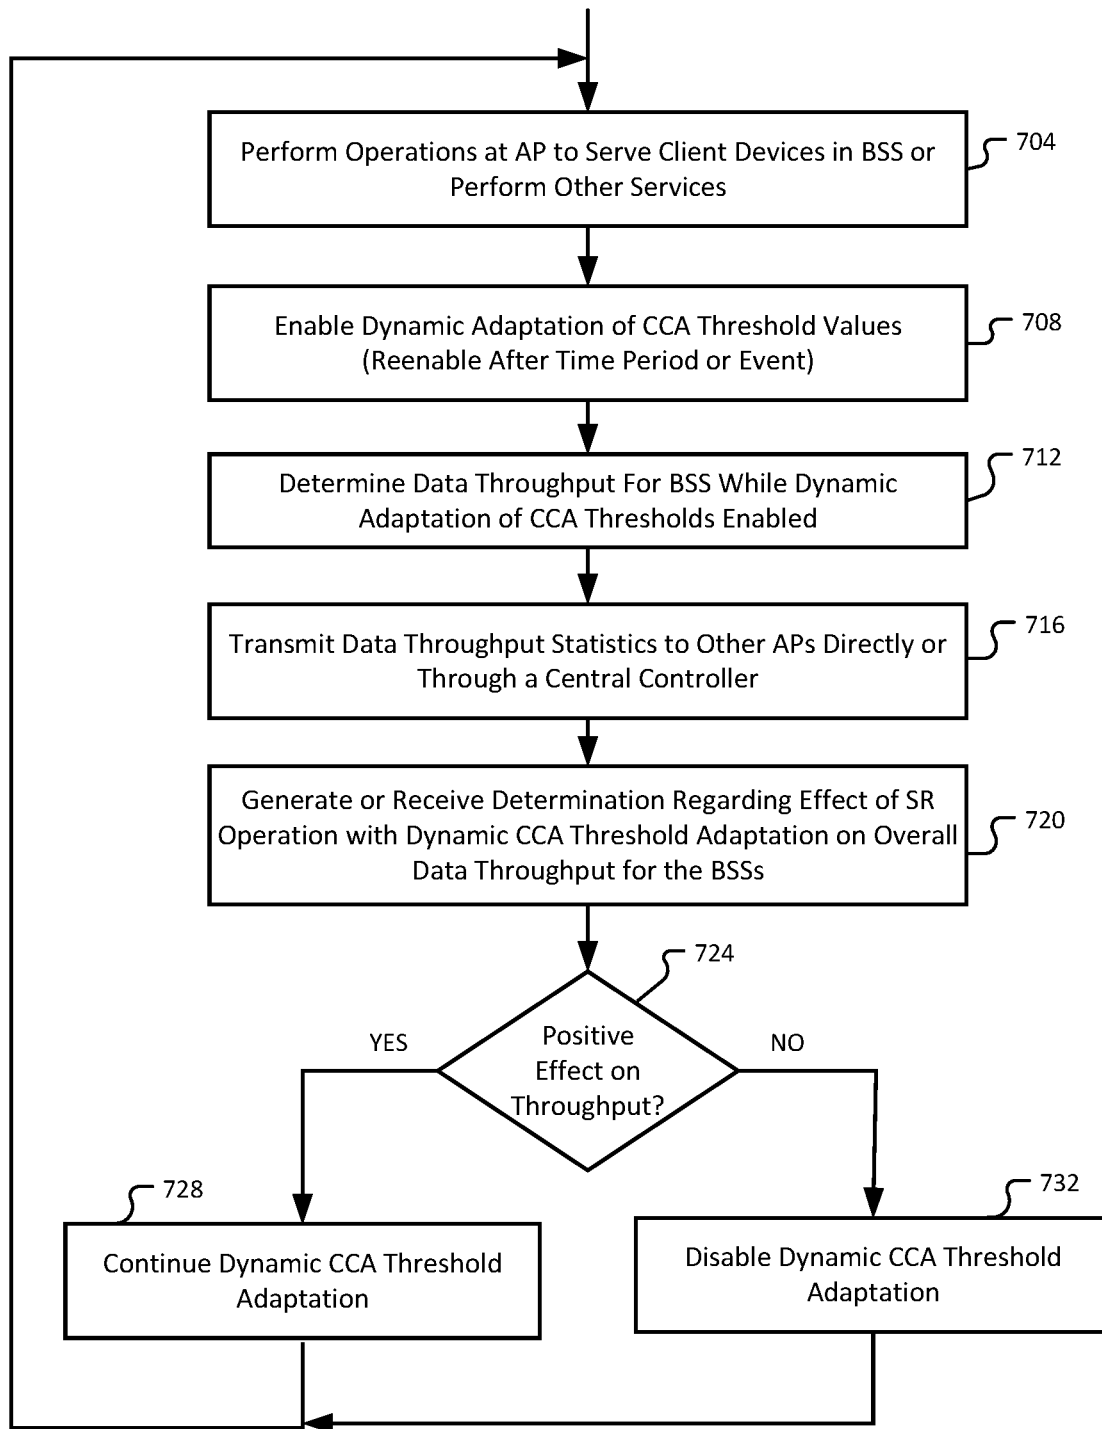 Perform Operations at AP to Serve Client Devices in BSS or
Perform Other Services
704
Enable Dynamic Adaptation of CCA Threshold Values
(Reenable After Time Period or Event)
708
Determine Data Throughput For BSS While Dynamic
Adaptation of CCA Thresholds Enabled
712
Transmit Data Throughput Statistics to Other APs Directly or
Through a Central Controller
716
Generate or Receive Determination Regarding Effect of SR
Operation with Dynamic CCA Threshold Adaptation on Overall
Data Throughput for the BSSs
720
724
Positive
Effect on
Throughput?
YES
NO
728
Continue Dynamic CCA Threshold
Adaptation
732
Disable Dynamic CCA Threshold
Adaptation